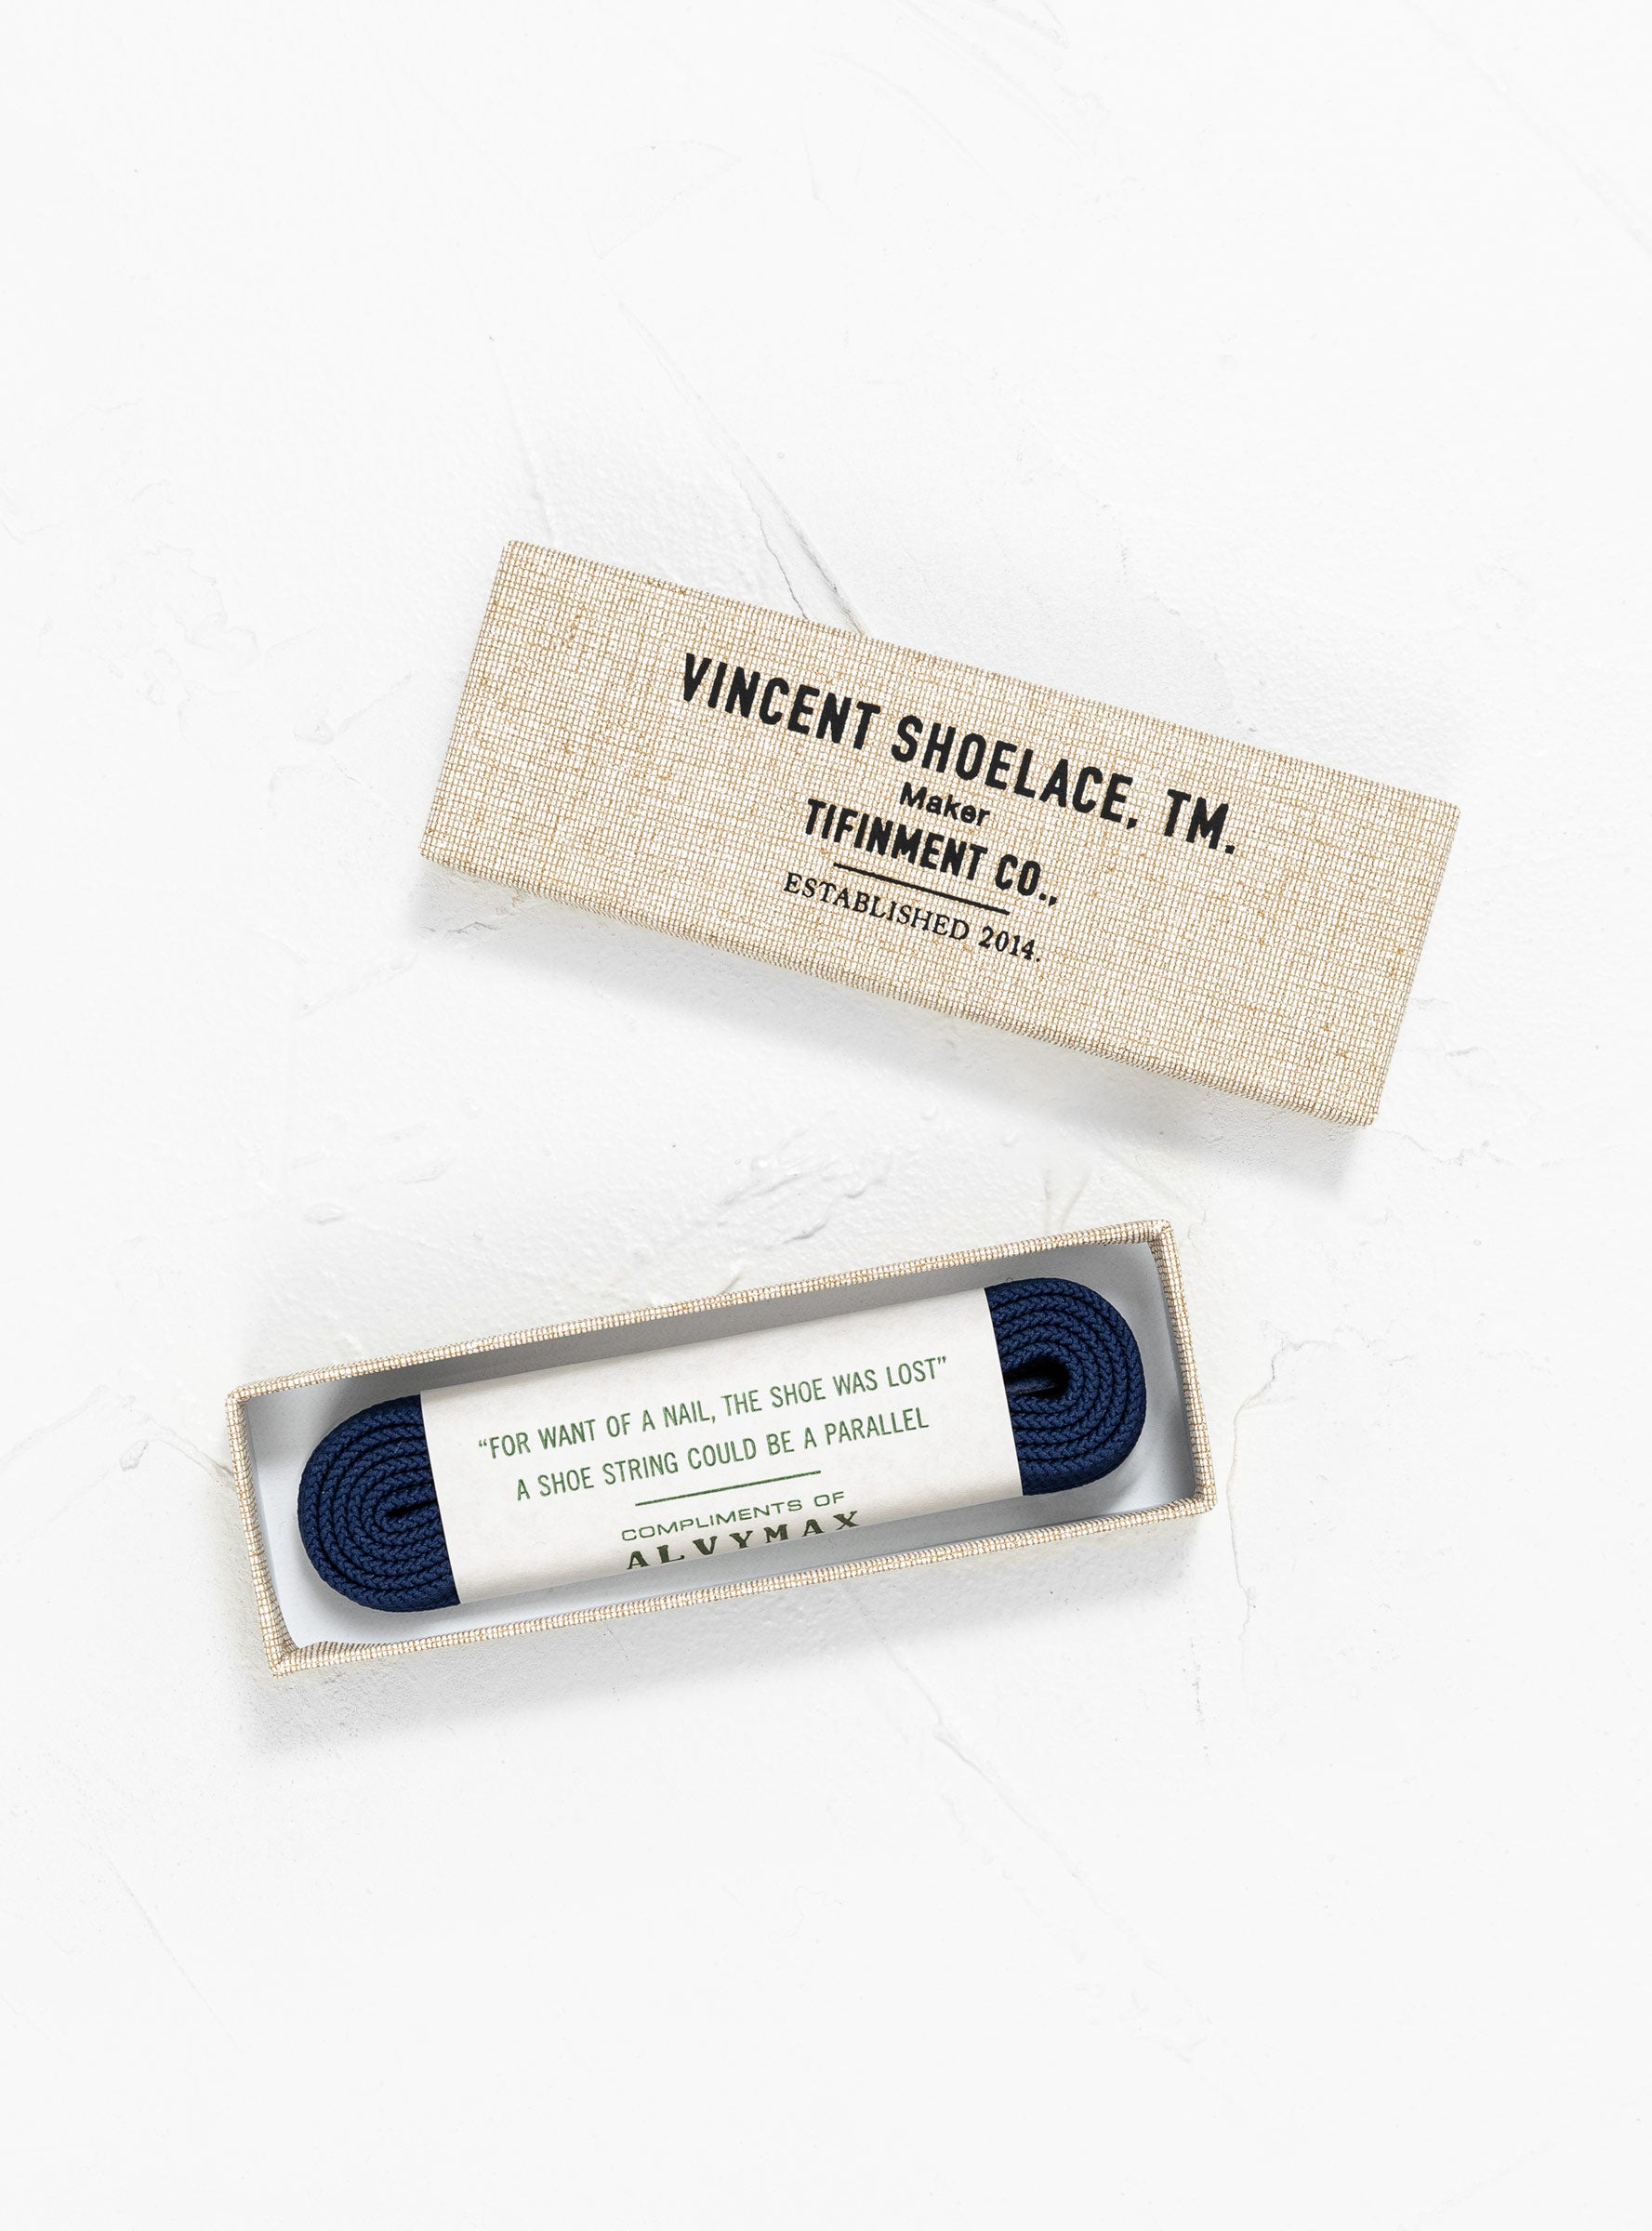 VINCENT SHOELACE, TM.
Maker
TIFINMENT CO.,
ESTABLISHED 2014.
“FOR WANT OF A NAIL, THE SHOE WAS LOST”
A SHOE STRING COULD BE A PARALLEL
COMPLIMENTS OF
ALVYMAX